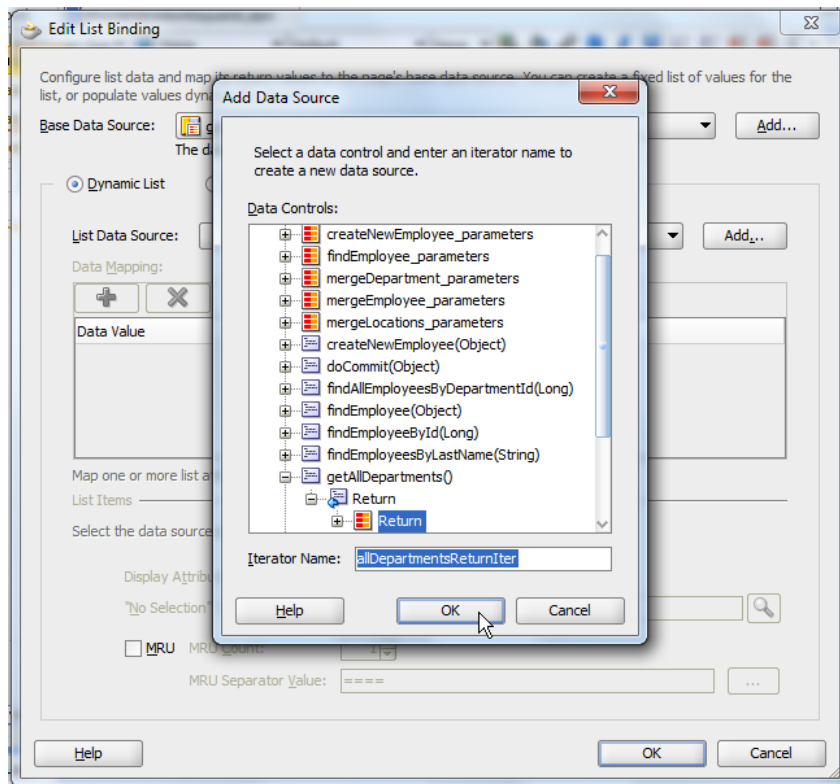 Edit List Binding
Configure list data and map its return values to the page's base data source. You can create a fixed list of values for the
list, or populate values dyna
Base Data Source:
Add...
The da
Dynamic List
List Data Source:
Add...
Data Mapping:
Data Value
Map one or more list a
List Items
Select the data source
Display Attribu
"No Selection"
MRU MRU Count: 1
MRU Separator Value: ====
...
Help OK Cancel
Add Data Source
Select a data control and enter an iterator name to
create a new data source.
Data Controls:
createNewEmployee_parameters
findEmployee_parameters
mergeDepartment_parameters
mergeEmployee_parameters
mergeLocations_parameters
createNewEmployee(Object)
doCommit(Object)
findAllEmployeesByDepartmentId(Long)
findEmployee(Object)
findEmployeeById(Long)
findEmployeesByLastName(String)
getAllDepartments()
Return
Return
Iterator Name: allDepartmentsReturnIter
Help OK Cancel